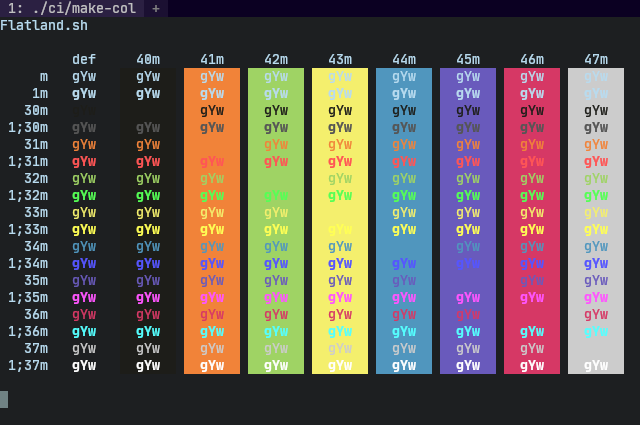 1: ./ci/make-col +
Flatland.sh
def 40m 41m 42m 43m 44m 45m 46m 47m
m gYw gYw gYw gYw gYw gYw gYw gYw gYw
1m gYw gYw gYw gYw gYw gYw gYw gYw gYw
30m gYw gYw gYw gYw gYw gYw gYw
1;30m gYw gYw gYw gYw gYw gYw gYw gYw gYw
31m gYw gYw gYw gYw gYw gYw gYw gYw
1;31m gYw gYw gYw gYw gYw gYw gYw gYw gYw
32m gYw gYw gYw gYw gYw gYw gYw gYw
1;32m gYw gYw gYw gYw gYw gYw gYw gYw gYw
33m gYw gYw gYw gYw gYw gYw gYw gYw
1;33m gYw gYw gYw gYw gYw gYw gYw gYw gYw
34m gYw gYw gYw gYw gYw gYw gYw gYw
1;34m gYw gYw gYw gYw gYw gYw gYw gYw gYw
35m gYw gYw gYw gYw gYw gYw gYw gYw
1;35m gYw gYw gYw gYw gYw gYw gYw gYw gYw
36m gYw gYw gYw gYw gYw gYw gYw gYw
1;36m gYw gYw gYw gYw gYw gYw gYw gYw gYw
37m gYw gYw gYw gYw gYw gYw gYw gYw
1;37m gYw gYw gYw gYw gYw gYw gYw gYw gYw